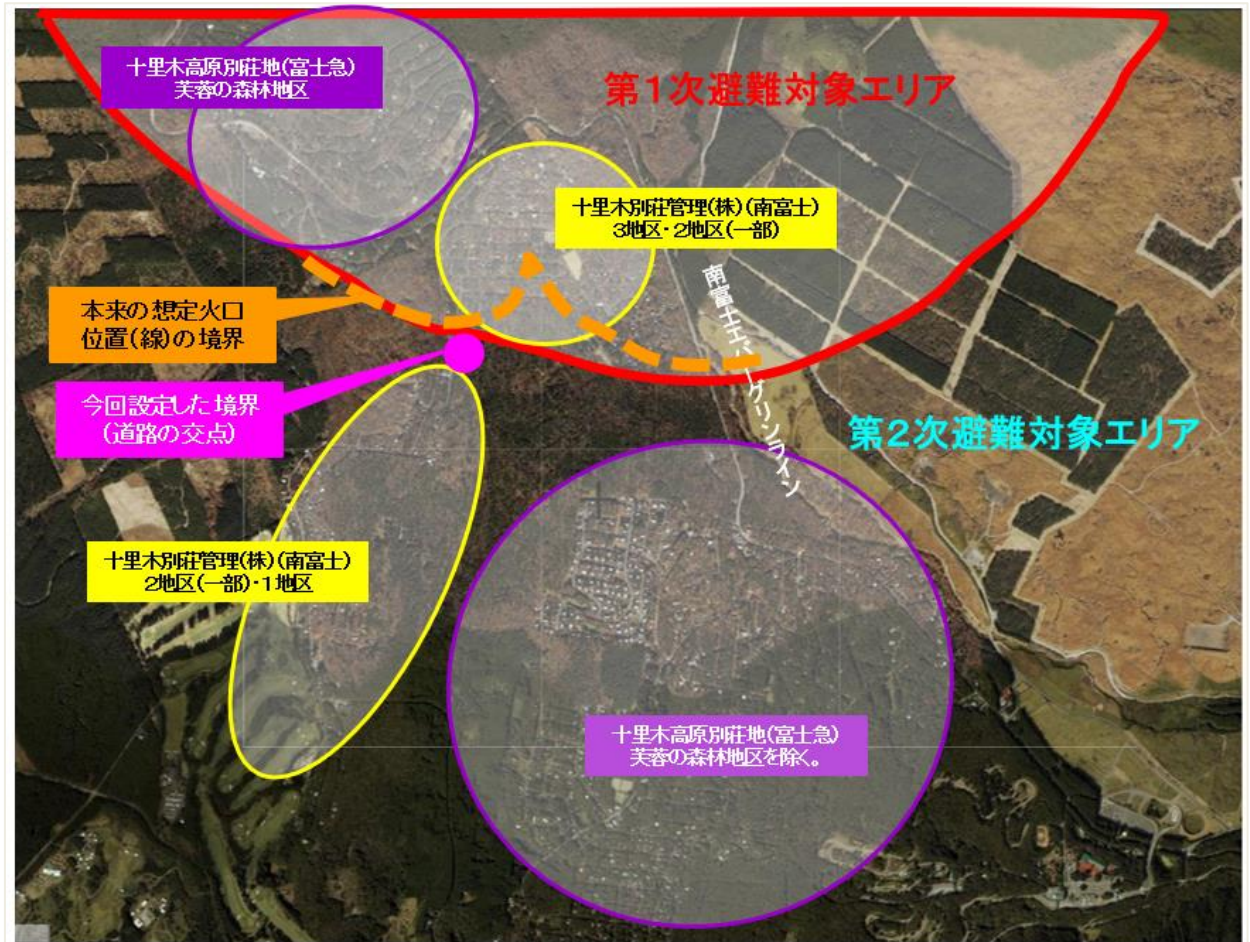 十里木高原別荘地(富士急)
芙蓉の森林地区
第1次避難対象エリア
十里木別荘管理(株)(南富士)
3地区・2地区(一部)
南富士エバーグリンライン
本来の想定火口
位置(線)の境界
今回設定した境界
(道路の交点)
第2次避難対象エリア
十里木別荘管理(株)(南富士)
2地区(一部)・1地区
十里木高原別荘地(富士急)
芙蓉の森林地区を除く。